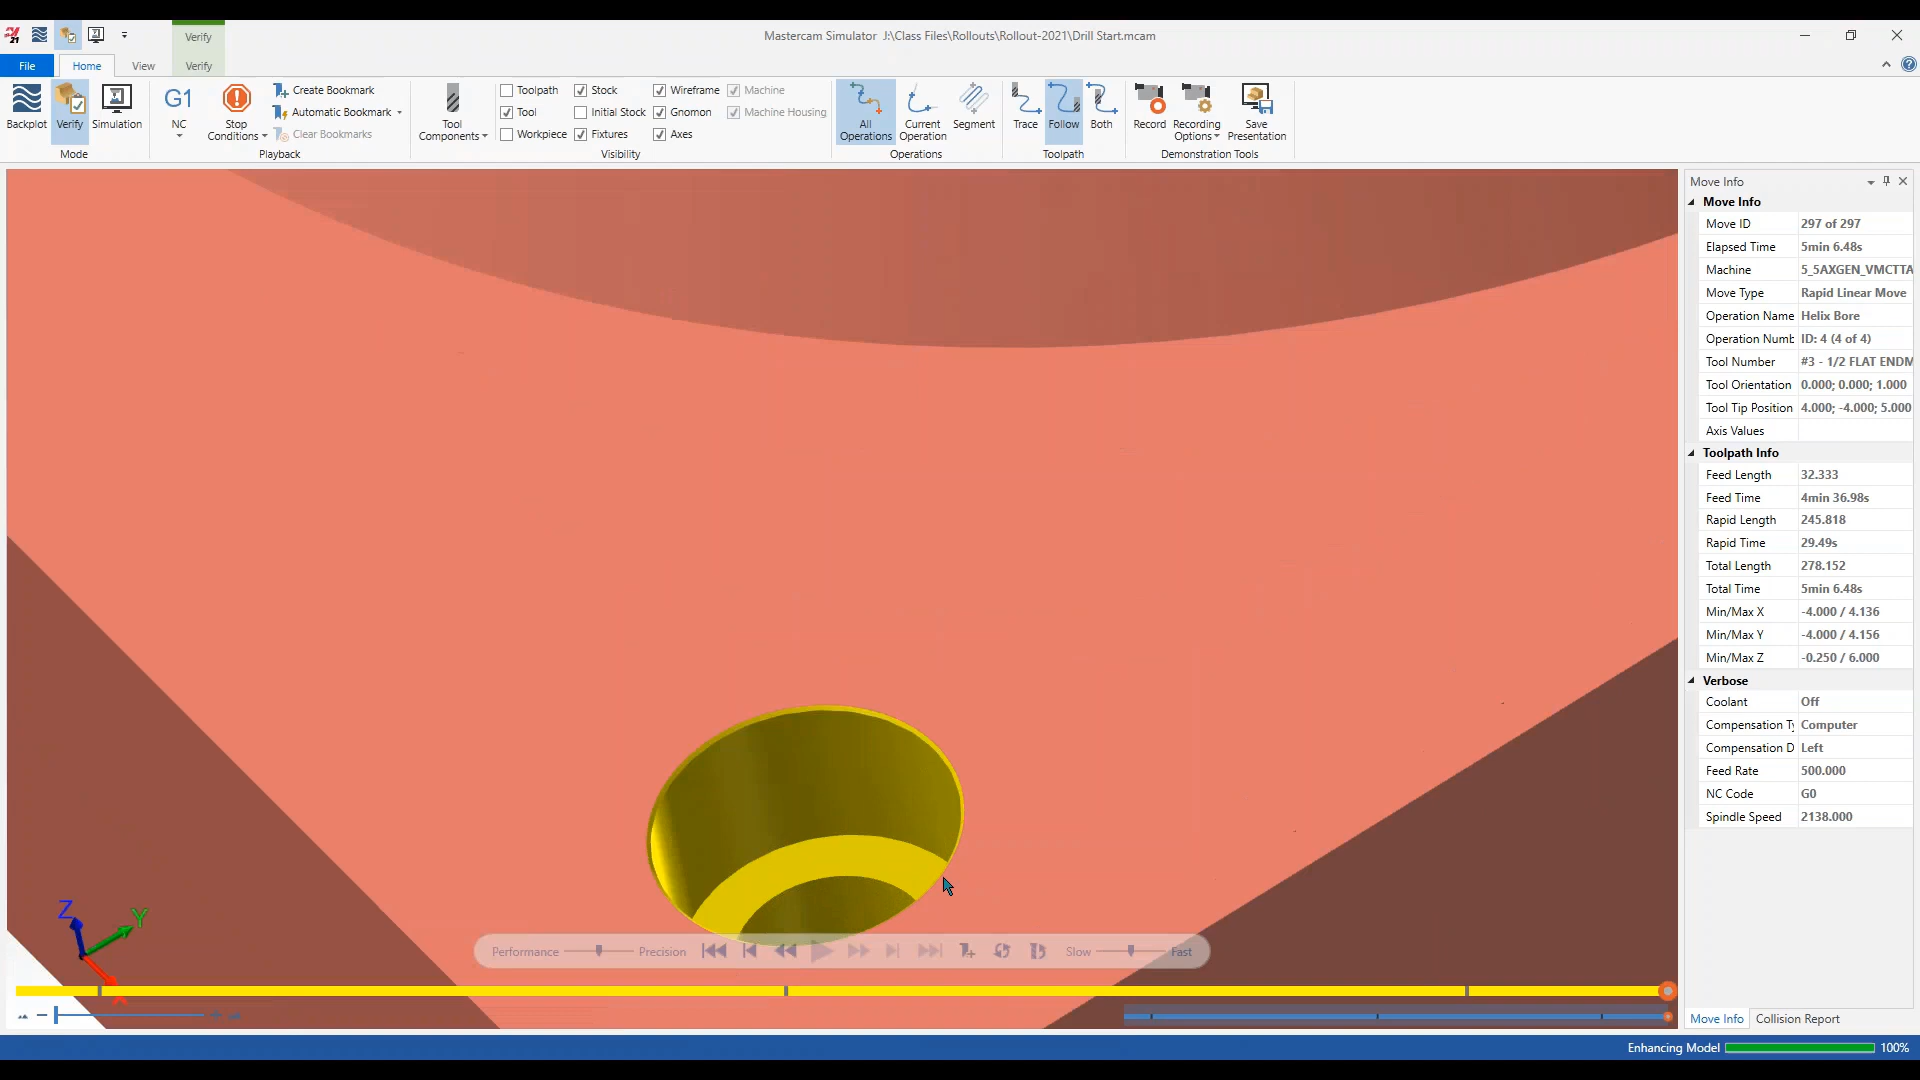 21
Verify
Mastercam Simulator J:\Class Files\Rollouts\Rollout-2021\Drill Start.mcam
File
Home
View
Verify
Backplot
Verify
Simulation
Mode
G1
NC
Stop Conditions
Create Bookmark
Automatic Bookmark
Clear Bookmarks
Playback
Tool Components
Toolpath
Tool
Workpiece
Stock
Initial Stock
Fixtures
Wireframe
Gnomon
Axes
Machine
Machine Housing
Visibility
All Operations
Current Operation
Segment
Operations
Trace
Follow
Both
Toolpath
Record
Recording Options
Save Presentation
Demonstration Tools
Move Info
Move Info
Move ID 297 of 297
Elapsed Time 5min 6.48s
Machine 5_5AXGEN_VMCTTA
Move Type Rapid Linear Move
Operation Name Helix Bore
Operation Numb ID: 4 (4 of 4)
Tool Number #3 - 1/2 FLAT ENDM
Tool Orientation 0.000; 0.000; 1.000
Tool Tip Position 4.000; -4.000; 5.000
Axis Values
Toolpath Info
Feed Length 32.333
Feed Time 4min 36.98s
Rapid Length 245.818
Rapid Time 29.49s
Total Length 278.152
Total Time 5min 6.48s
Min/Max X -4.000 / 4.136
Min/Max Y -4.000 / 4.156
Min/Max Z -0.250 / 6.000
Verbose
Coolant Off
Compensation Ty Computer
Compensation D Left
Feed Rate 500.000
NC Code G0
Spindle Speed 2138.000
Z
Y
X
Performance
Precision
Slow
Fast
Move Info
Collision Report
Enhancing Model 100%